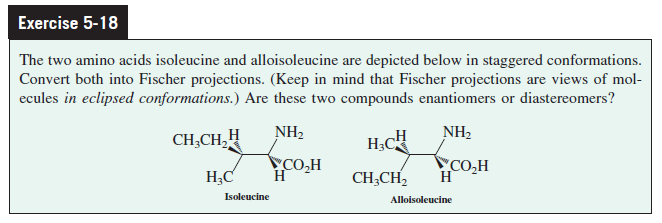 Exercise 5-18
The two amino acids isoleucine and alloisoleucine are depicted below in staggered conformations.
Convert both into Fischer projections. (Keep in mind that Fischer projections are views of mol-
ecules in eclipsed conformations.) Are these two compounds enantiomers or diastereomers?
CH₃CH₂ H NH₂ H₃C H NH₂
CO₂H CO₂H
H₃C H CH₃CH₂ H
Isoleucine Alloisoleucine